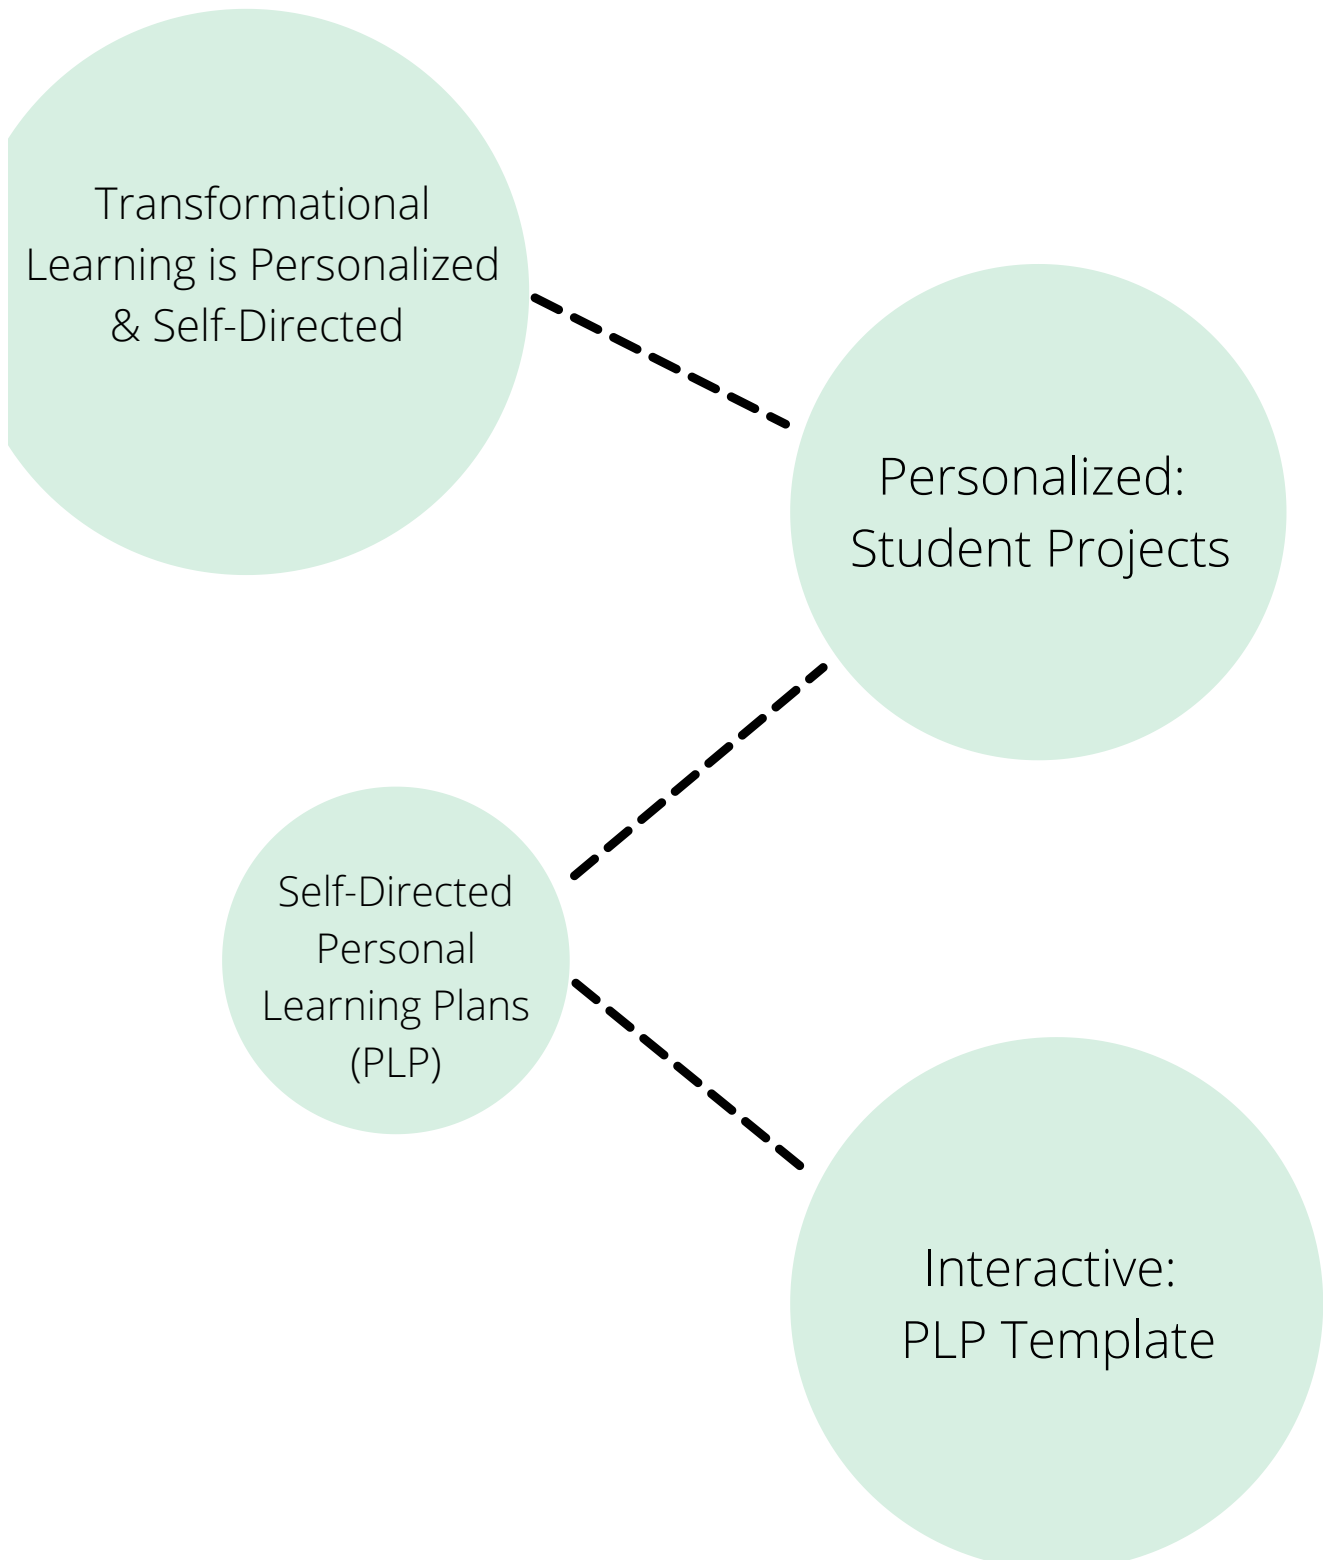 Transformational
Learning is Personalized
& Self-Directed
Personalized:
Student Projects
Self-Directed
Personal
Learning Plans
(PLP)
Interactive:
PLP Template